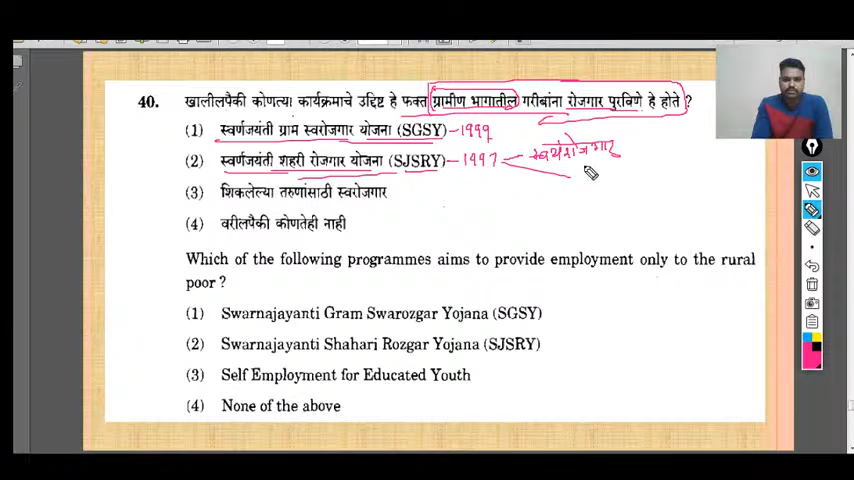 40. खालीलपैकी कोणत्या कार्यक्रमाचे उद्दिष्ट हे फक्त ग्रामीण भागातील गरीबांना रोजगार पुरविणे हे होते ?
(1) स्वर्णजयंती ग्राम स्वरोजगार योजना (SGSY) - 1999
(2) स्वर्णजयंती शहरी रोजगार योजना (SJSRY) - 1997 - स्वयंरोजगार
(3) शिकलेल्या तरुणांसाठी स्वरोजगार
(4) वरीलपैकी कोणतेही नाही
Which of the following programmes aims to provide employment only to the rural
poor ?
(1) Swarnajayanti Gram Swarozgar Yojana (SGSY)
(2) Swarnajayanti Shahari Rozgar Yojana (SJSRY)
(3) Self Employment for Educated Youth
(4) None of the above